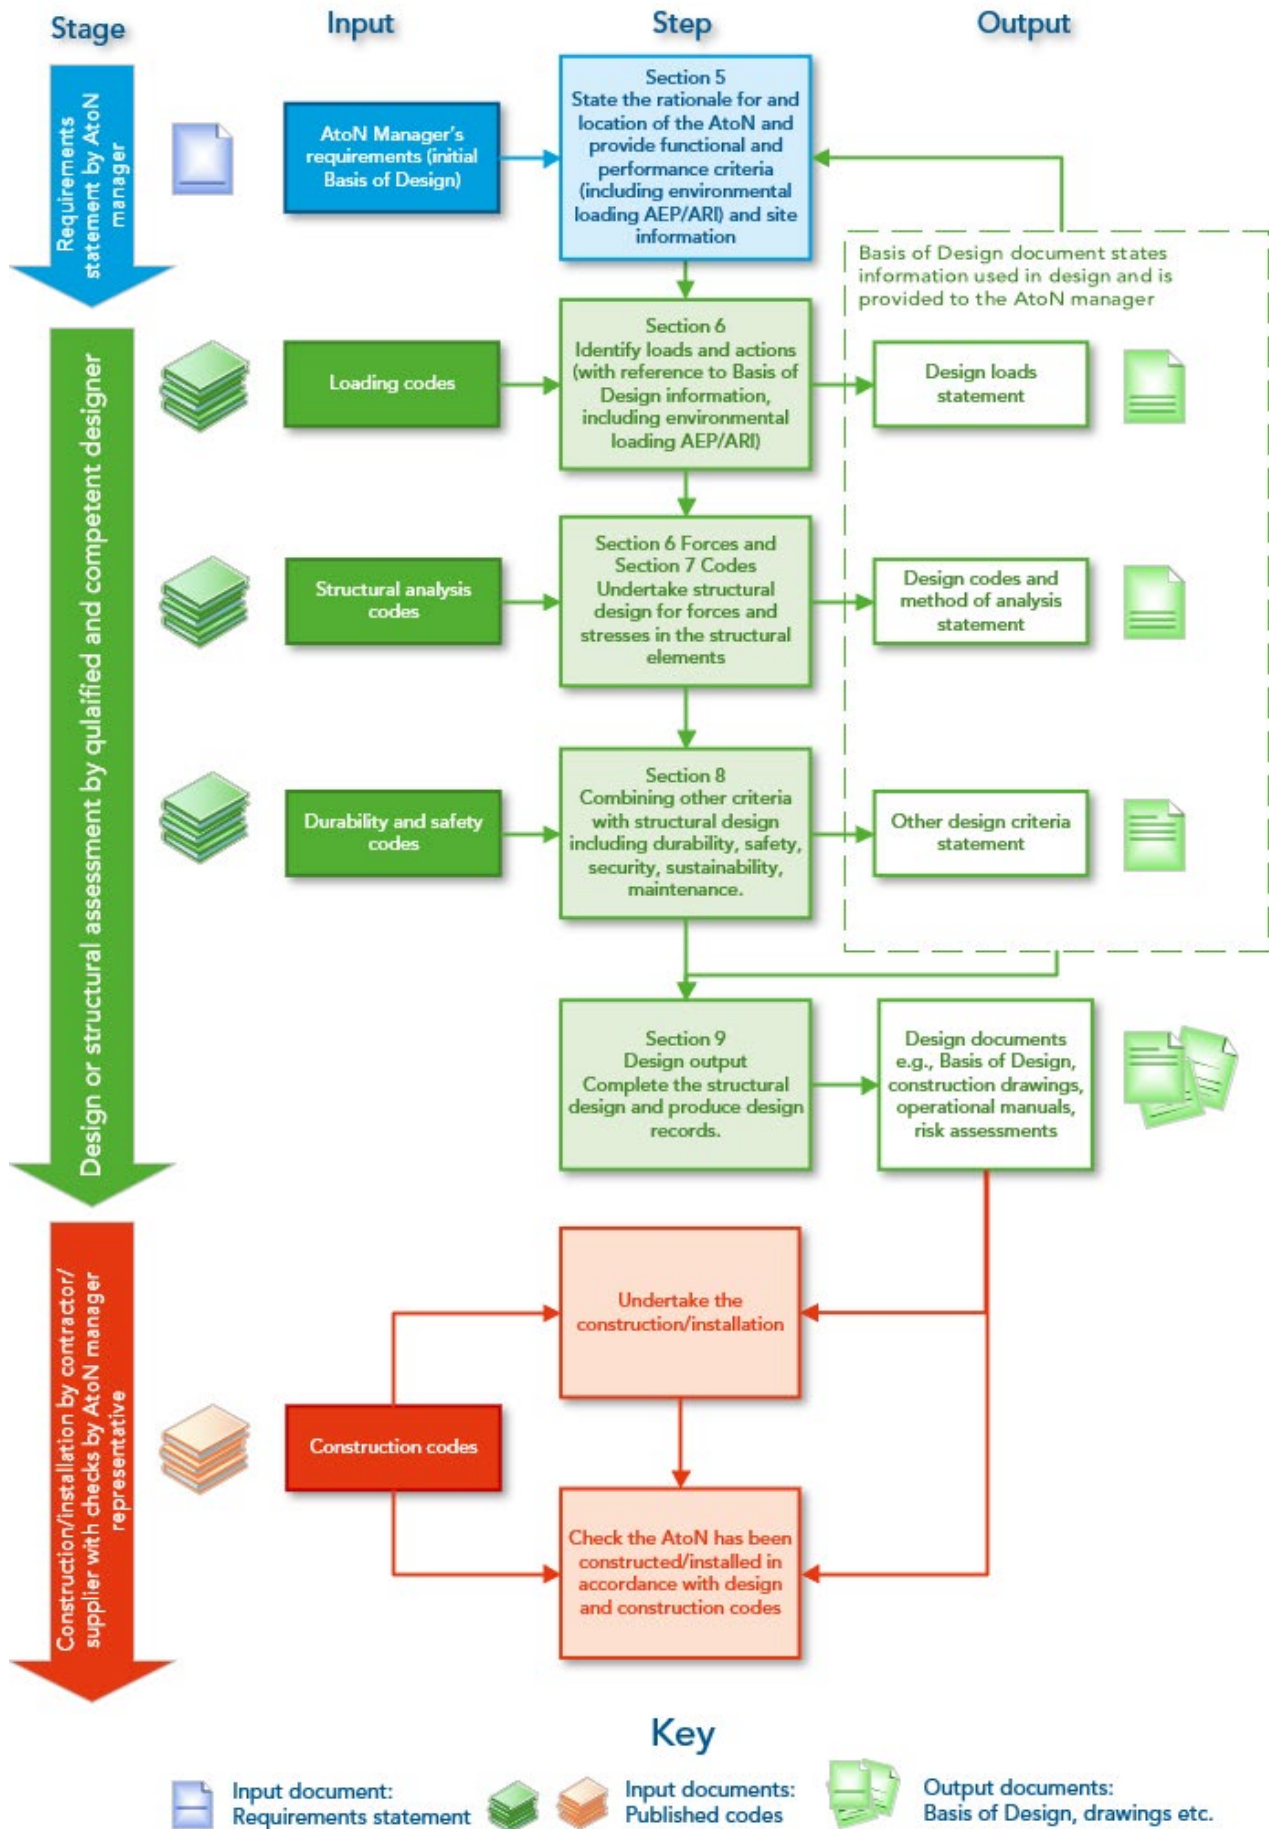 Stage
Input
Step
Output
Requirements
statement by AtoN
manager
AtoN Manager's
requirements (initial
Basis of Design)
Section 5
State the rationale for and
location of the AtoN and
provide functional and
performance criteria
(including environmental
loading AEP/ARI) and site
information
Basis of Design document states
information used in design and is
provided to the AtoN manager
Design or structural assessment by qulaified and competent designer
Loading codes
Section 6
Identify loads and actions
(with reference to Basis of
Design information,
including environmental
loading AEP/ARI)
Design loads
statement
Structural analysis
codes
Section 6 Forces and
Section 7 Codes
Undertake structural
design for forces and
stresses in the structural
elements
Design codes and
method of analysis
statement
Durability and safety
codes
Section 8
Combining other criteria
with structural design
including durability, safety,
security, sustainability,
maintenance.
Other design criteria
statement
Section 9
Design output
Complete the structural
design and produce design
records.
Design documents
e.g., Basis of Design,
construction drawings,
operational manuals,
risk assessments
Construction/installation by contractor/
supplier with checks by AtoN manager
representative
Undertake the
construction/installation
Construction codes
Check the AtoN has been
constructed/installed in
accordance with design
and construction codes
Key
Input document:
Requirements statement
Input documents:
Published codes
Output documents:
Basis of Design, drawings etc.